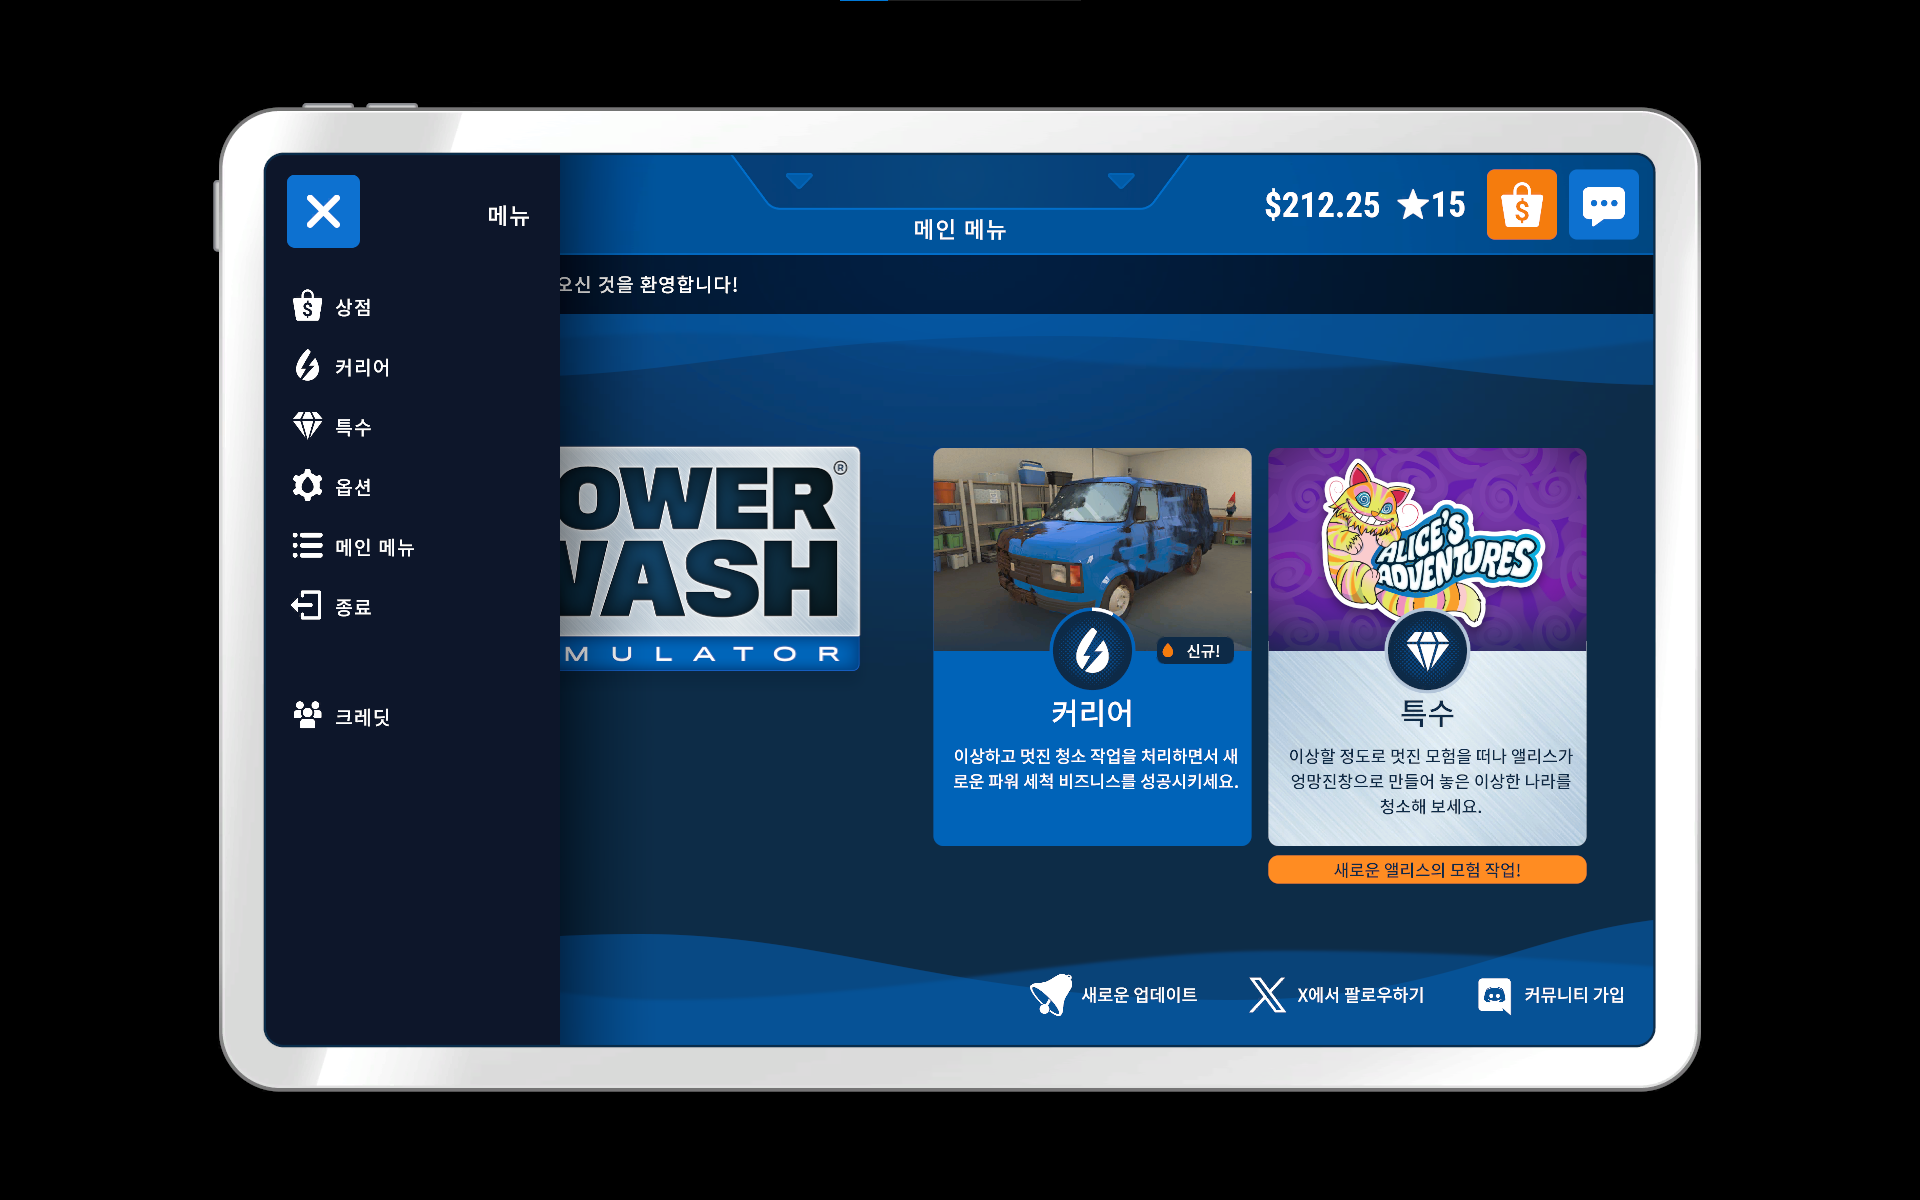 메뉴
상점
커리어
특수
옵션
메인 메뉴
종료
크레딧
메인 메뉴
$212.25 ★15
오신 것을 환영합니다!
OWER®
WASH
MULATOR
신규!
커리어
이상하고 멋진 청소 작업을 처리하면서 새
로운 파워 세척 비즈니스를 성공시키세요.
ALICE'S
ADVENTURES
특수
이상할 정도로 멋진 모험을 떠나 앨리스가
엉망진창으로 만들어 놓은 이상한 나라를
청소해 보세요.
새로운 앨리스의 모험 작업!
새로운 업데이트
X에서 팔로우하기
커뮤니티 가입